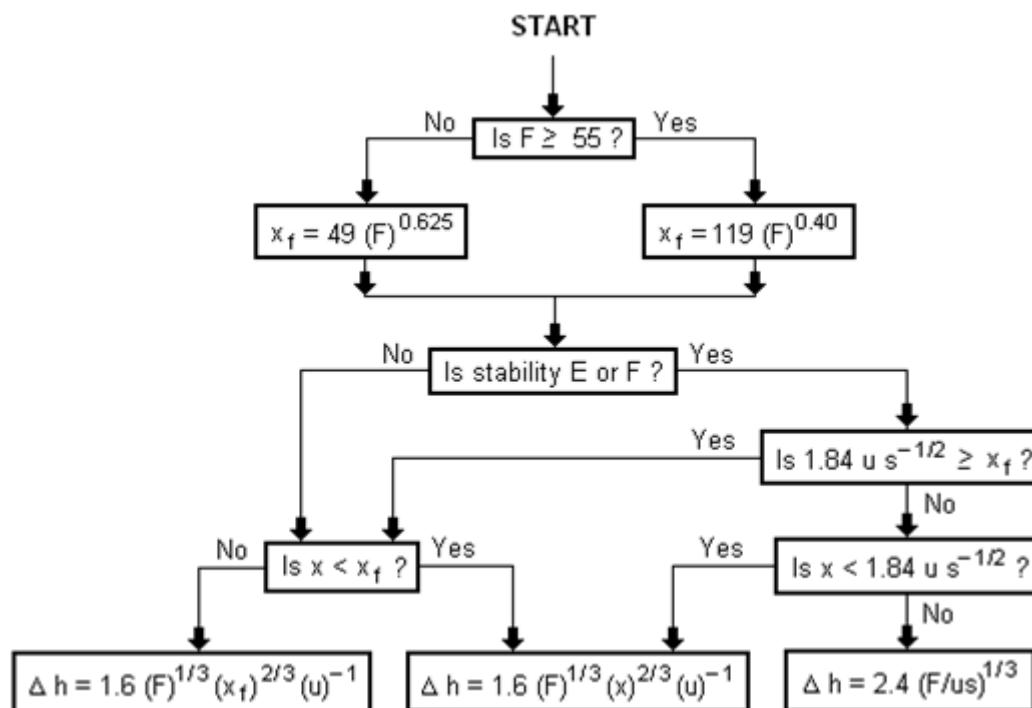 START
No
Yes
Is F ≥ 55 ?
x_f = 49 (F)^0.625
x_f = 119 (F)^0.40
No
Yes
Is stability E or F ?
Yes
Is 1.84 u s^−1/2 ≥ x_f ?
No
No
Yes
Yes
Is x < x_f ?
Is x < 1.84 u s^−1/2 ?
No
Δ h = 1.6 (F)^1/3 (x_f)^2/3 (u)^−1
Δ h = 1.6 (F)^1/3 (x)^2/3 (u)^−1
Δ h = 2.4 (F/us)^1/3